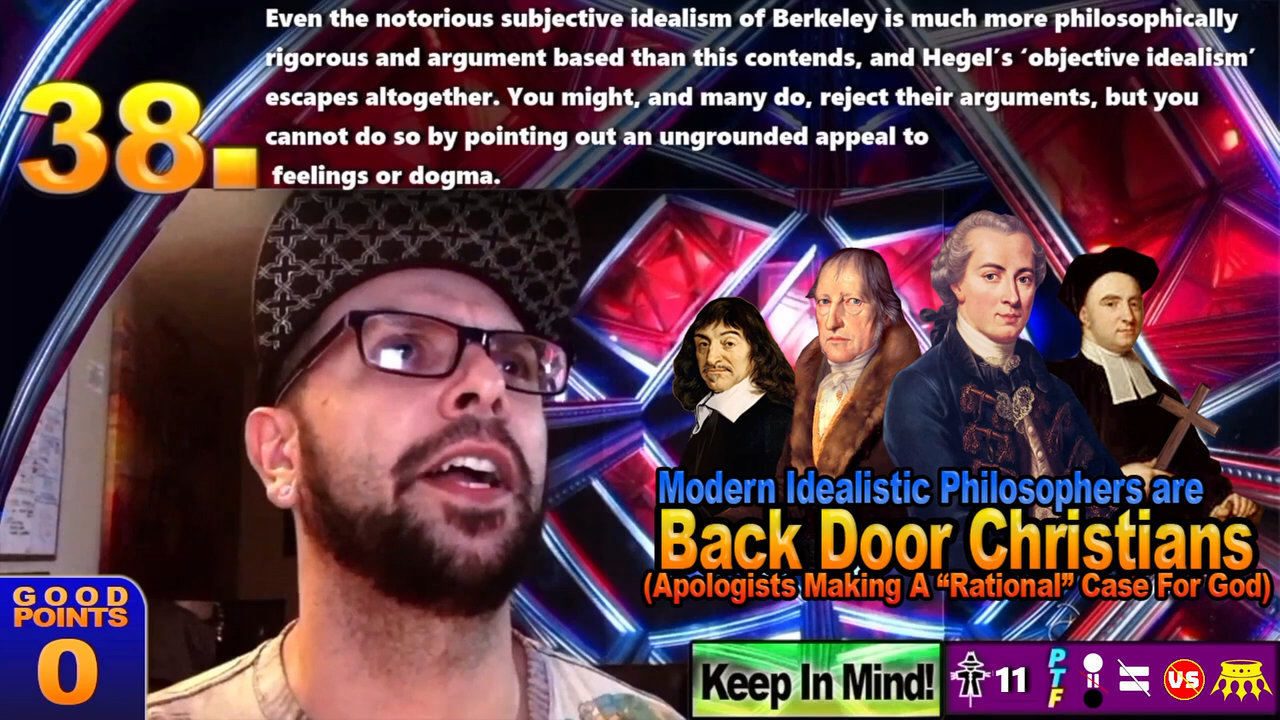 Even the notorious subjective idealism of Berkeley is much more philosophically
rigorous and argument based than this contends, and Hegel's ‘objective idealism’
escapes altogether. You might, and many do, reject their arguments, but you
cannot do so by pointing out an ungrounded appeal to
feelings or dogma.
38.
Modern Idealistic Philosophers are
Back Door Christians
(Apologists Making A “Rational” Case For God)
GOOD
POINTS
0
Keep In Mind!
11
PTF
VS